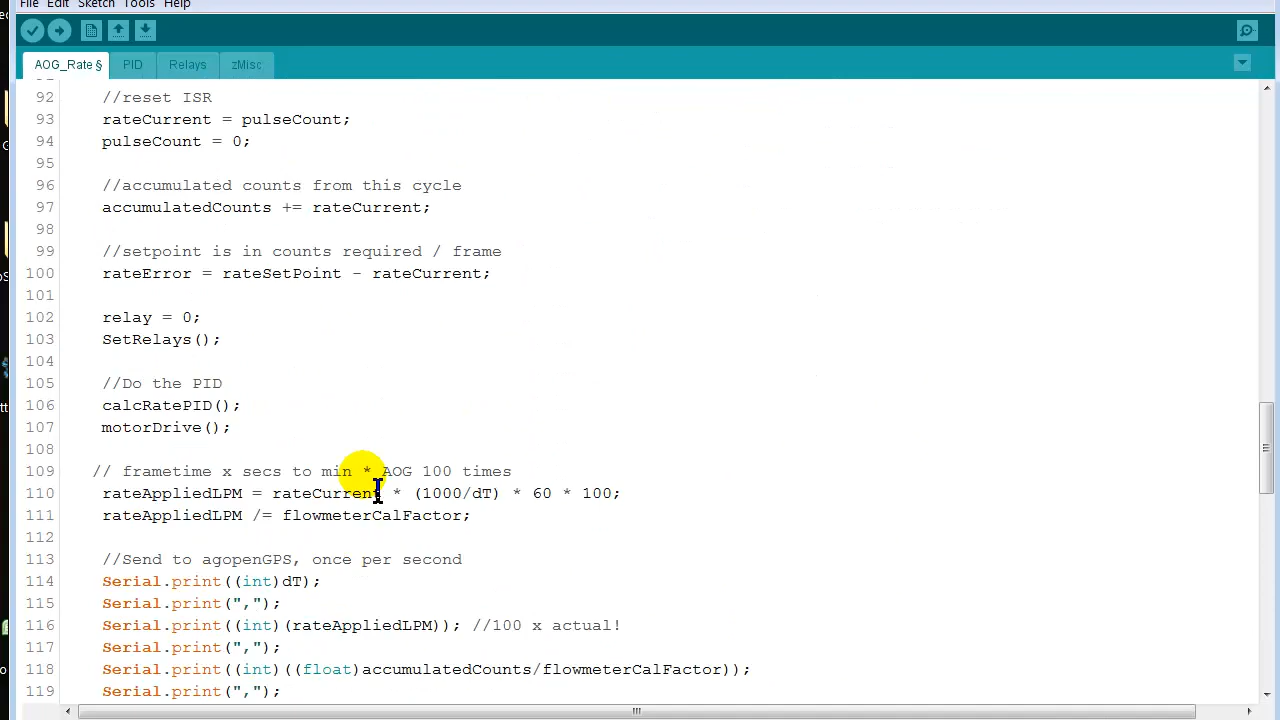 File Edit Sketch Tools Help
AOG_Rate § PID Relays zMisc
92 //reset ISR
93 rateCurrent = pulseCount;
94 pulseCount = 0;
95
96 //accumulated counts from this cycle
97 accumulatedCounts += rateCurrent;
98
99 //setpoint is in counts required / frame
100 rateError = rateSetPoint - rateCurrent;
101
102 relay = 0;
103 SetRelays();
104
105 //Do the PID
106 calcRatePID();
107 motorDrive();
108
109 // frametime x secs to min * AOG 100 times
110 rateAppliedLPM = rateCurrent * (1000/dT) * 60 * 100;
111 rateAppliedLPM /= flowmeterCalFactor;
112
113 //Send to agopenGPS, once per second
114 Serial.print((int)dT);
115 Serial.print(",");
116 Serial.print((int)(rateAppliedLPM)); //100 x actual!
117 Serial.print(",");
118 Serial.print((int)((float)accumulatedCounts/flowmeterCalFactor));
119 Serial.print(",");